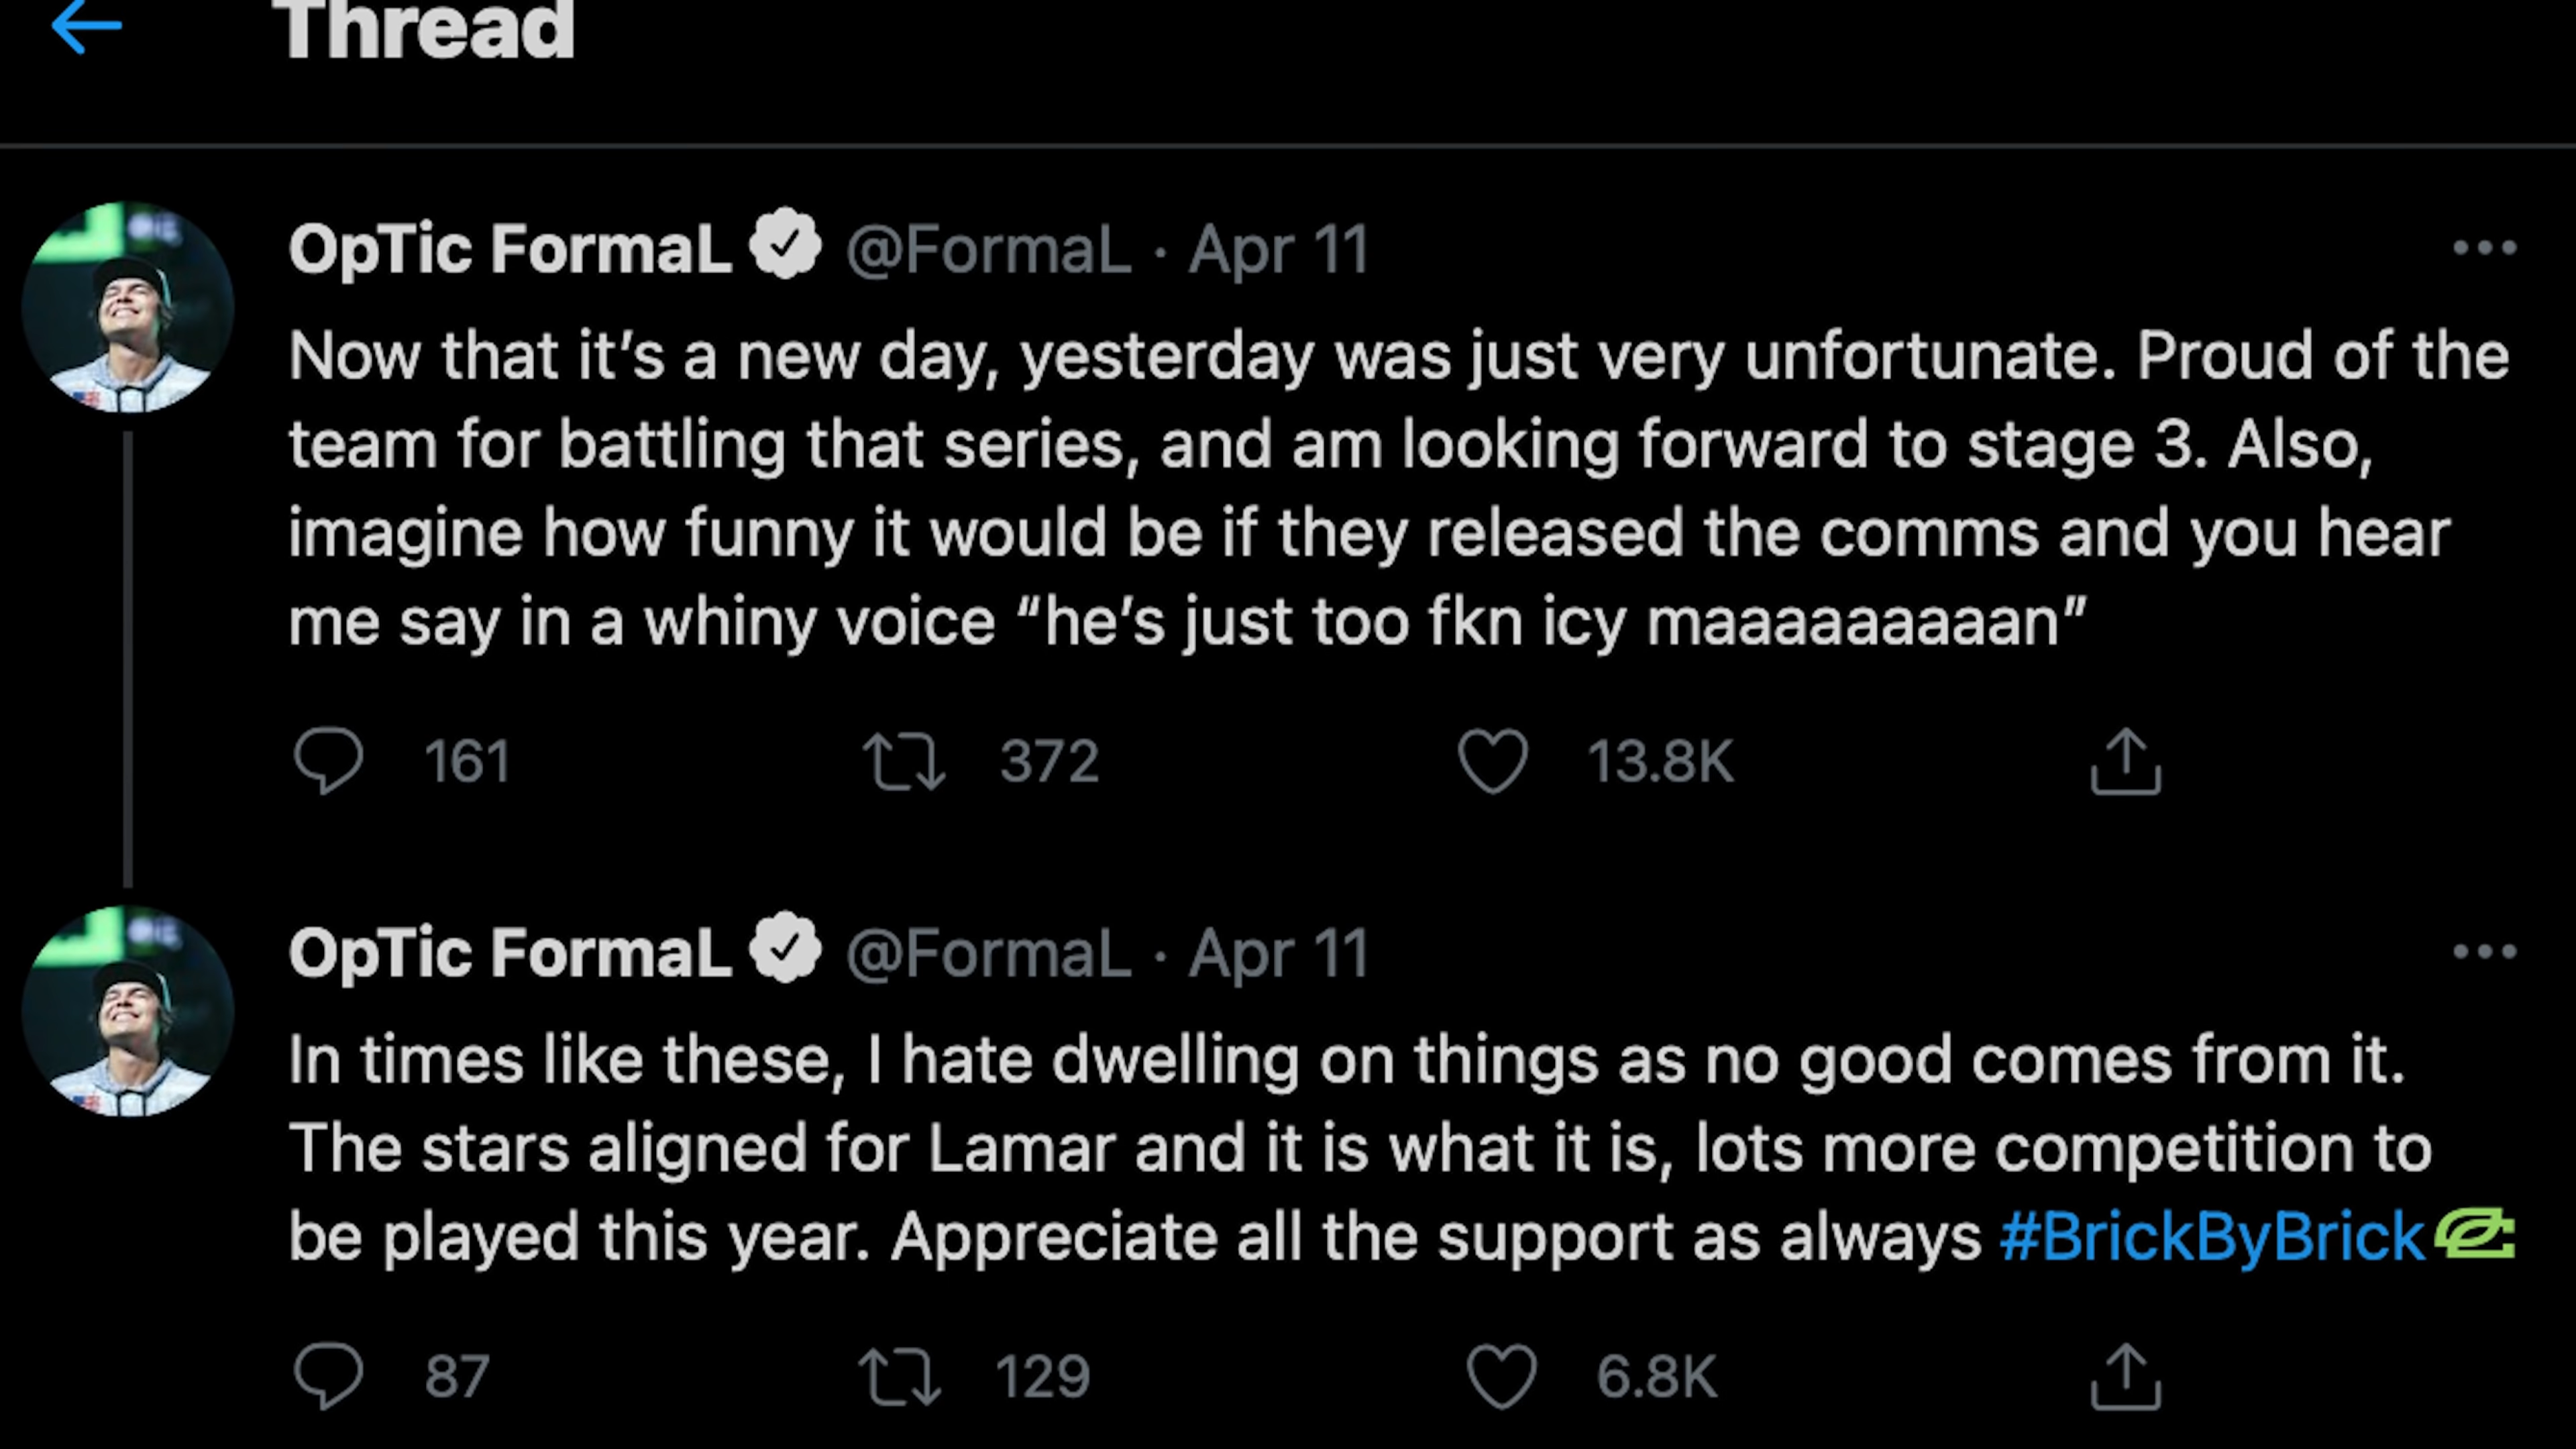 Thread
OpTic FormaL @FormaL · Apr 11
Now that it’s a new day, yesterday was just very unfortunate. Proud of the
team for battling that series, and am looking forward to stage 3. Also,
imagine how funny it would be if they released the comms and you hear
me say in a whiny voice “he’s just too fkn icy maaaaaaaaan”
161 372 13.8K
OpTic FormaL @FormaL · Apr 11
In times like these, I hate dwelling on things as no good comes from it.
The stars aligned for Lamar and it is what it is, lots more competition to
be played this year. Appreciate all the support as always #BrickByBrick
87 129 6.8K